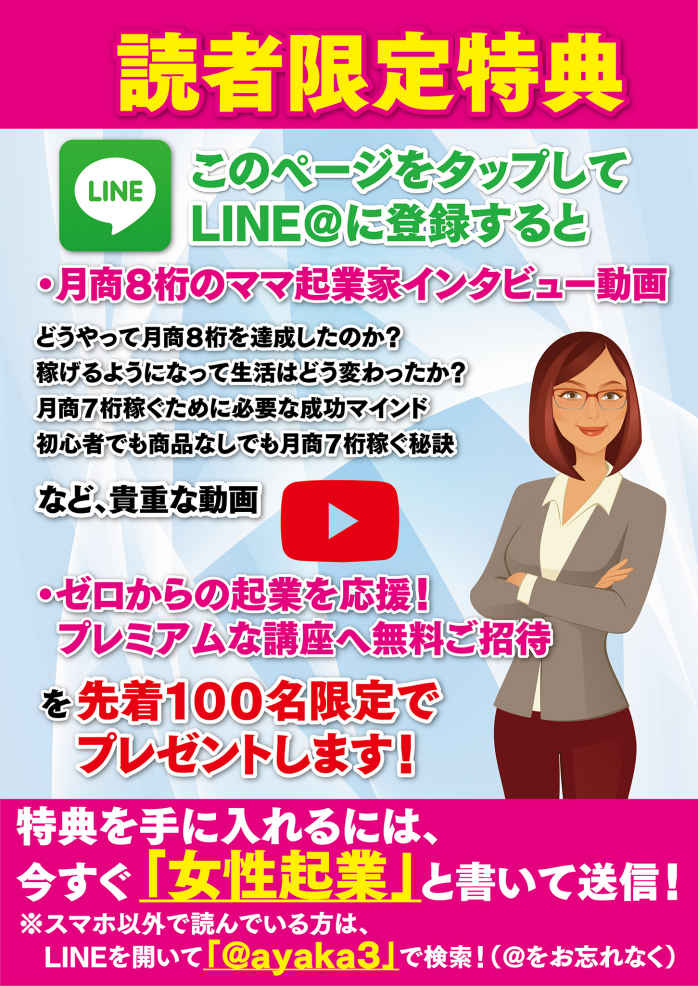 読者限定特典
LINE
このページをタップして
LINE@に登録すると
・月商8桁のママ起業家インタビュー動画
どうやって月商8桁を達成したのか？
稼げるようになって生活はどう変わったか？
月商7桁稼ぐために必要な成功マインド
初心者でも商品なしでも月商7桁稼ぐ秘訣
など、貴重な動画
・ゼロからの起業を応援！
プレミアムな講座へ無料ご招待
を 先着100名限定で
プレゼントします！
特典を手に入れるには、
今すぐ「女性起業」と書いて送信！
※スマホ以外で読んでいる方は、
LINEを開いて「@ayaka3」で検索！（@をお忘れなく）